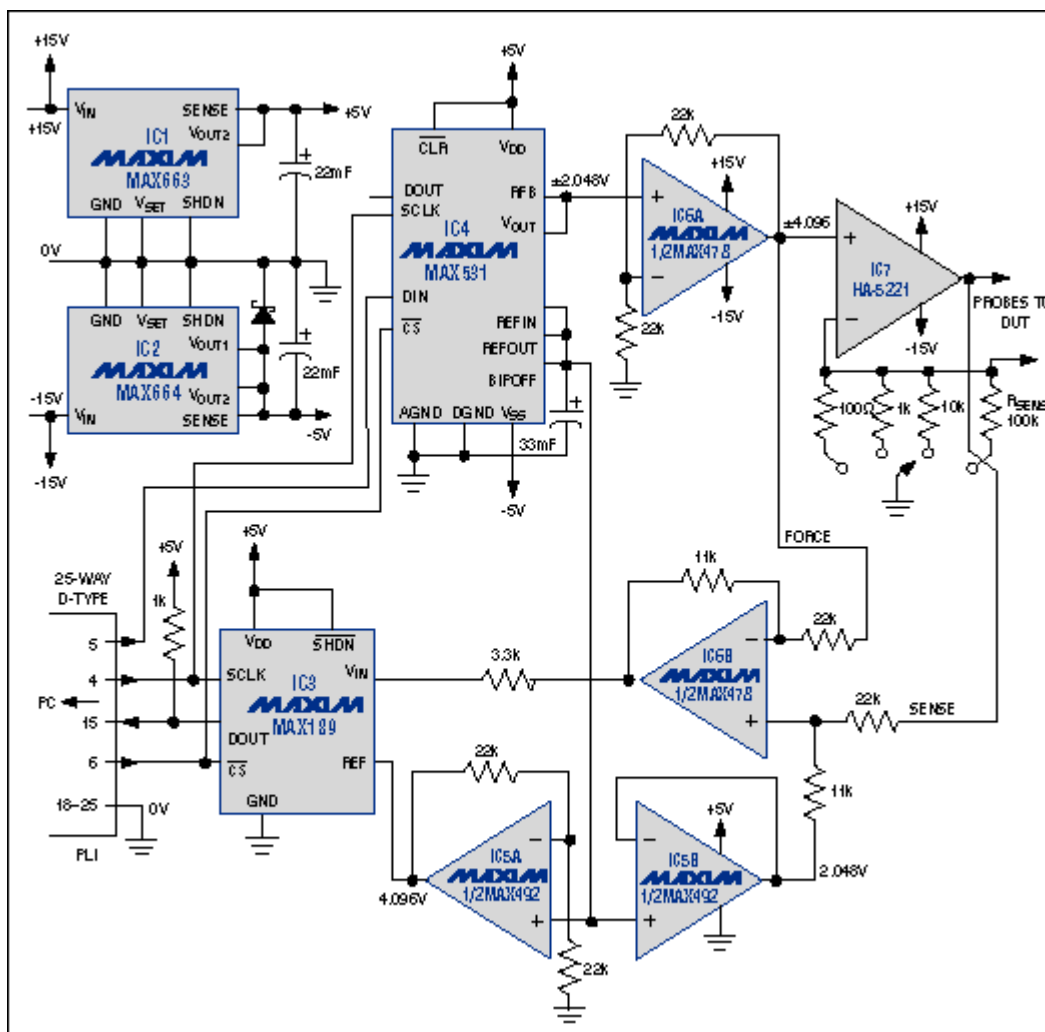 +15V
+15V
VIN
SENSE
+5V
VOUT2
IC1
MAXIM
MAX663
22mF
GND
VSET
SHDN
0V
GND
VSET
SHDN
VOUT1
IC2
MAXIM
MAX664
22mF
-15V
VIN
VOUT2
SENSE
-5V
-15V
+5V
CLR
VDD
DOUT
SCLK
RFB
VOUT
IC4
MAXIM
MAX531
DIN
CS
REFIN
REFOUT
BIPOFF
AGND
DGND
VSS
33mF
-5V
±2.048V
22k
+15V
+
IC6A
MAXIM
1/2MAX478
-
-15V
22k
±4.096
+15V
+
IC7
HA-5221
-
-15V
PROBES TO
DUT
100Ω
1k
10k
RSENSE
100k
FORCE
+5V
25-WAY
D-TYPE
1k
5
4
PC
15
6
18-25
0V
PL1
+5V
VDD
SHDN
SCLK
VIN
IC3
MAXIM
MAX189
DOUT
CS
REF
GND
3.3k
11k
-
22k
IC6B
MAXIM
1/2MAX478
+
22k
SENSE
11k
22k
-
IC5A
MAXIM
1/2MAX492
+
4.096V
22k
-
+5V
IC5B
MAXIM
1/2MAX492
+
2.048V